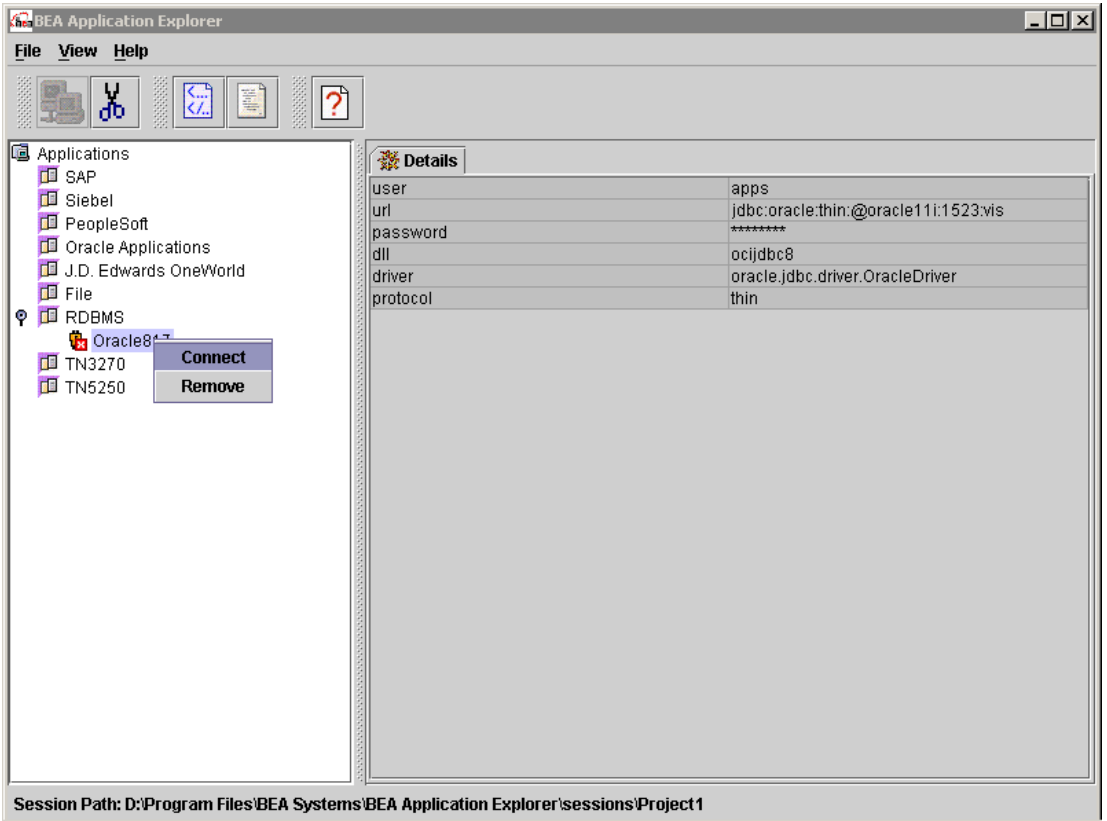 BEA Application Explorer
File View Help
Applications
SAP
Siebel
PeopleSoft
Oracle Applications
J.D. Edwards OneWorld
File
RDBMS
Oracle817
TN3270
TN5250
Connect
Remove
Details
user apps
url jdbc:oracle:thin:@oracle11i:1523:vis
password ********
dll ocijdbc8
driver oracle.jdbc.driver.OracleDriver
protocol thin
Session Path: D:\Program Files\BEA Systems\BEA Application Explorer\sessions\Project1